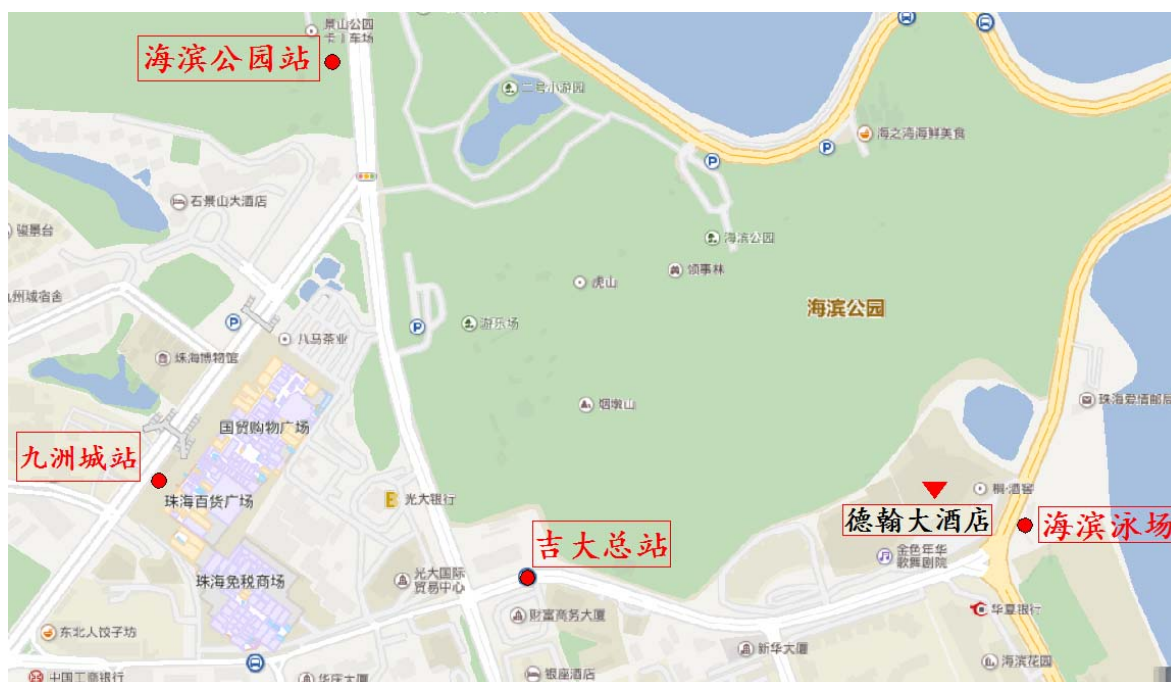 景山公园
卡丁车场
海滨公园站
二号小游园
海之湾海鲜美食
石景山大酒店
骏景台
海滨公园
领事林
虎山
九州城宿舍
海滨公园
游乐场
八马茶业
珠海博物馆
烟墩山
珠海爱情邮局
国贸购物广场
九洲城站
珠海百货广场
光大银行
桐·酒窖
德翰大酒店
海滨泳场
吉大总站
金色年华
歌舞剧院
珠海免税商场
光大国际
贸易中心
财富商务大厦
华夏银行
东北人饺子坊
新华大厦
海滨花园
中国工商银行
华庆大厦
银座酒店